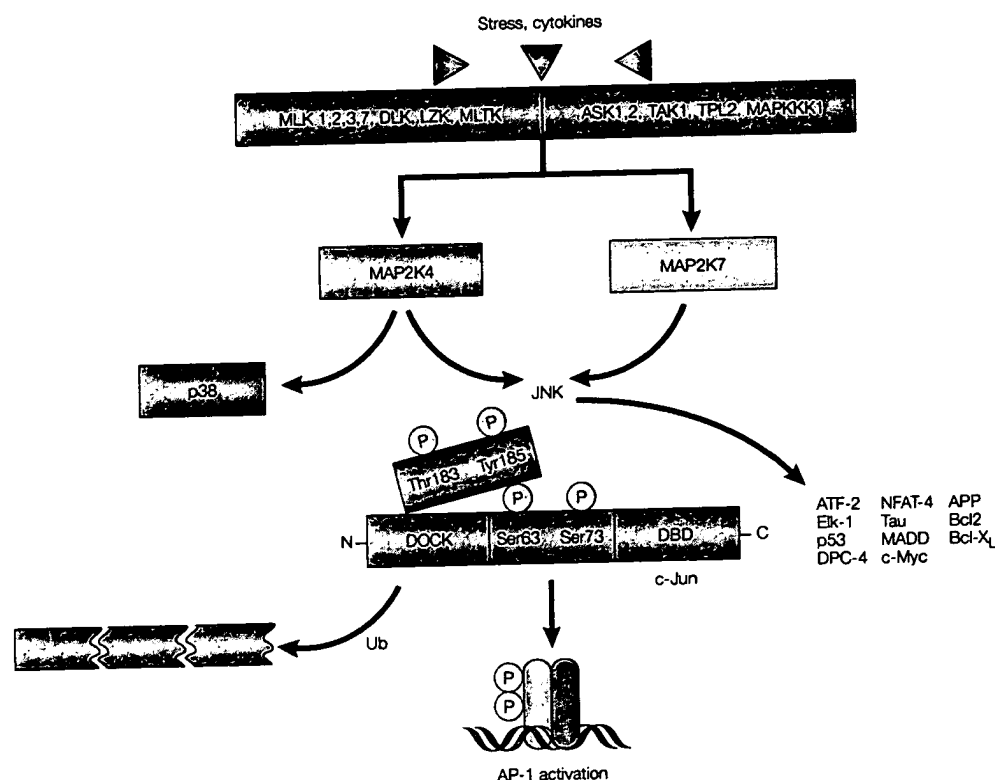 Stress, cytokines
MLK 1,2,3,7, DLK, LZK, MLTK
ASK1,2, TAK1, TPL2, MAPKKK1
MAP2K4
MAP2K7
p38
JNK
P
P
Thr183
Tyr185
P
P
N
DOCK
Ser63
Ser73
DBD
C
c-Jun
ATF-2 NFAT-4 APP
Elk-1 Tau Bcl2
p53 MADD Bcl-XL
DPC-4 c-Myc
Ub
P
P
AP-1 activation